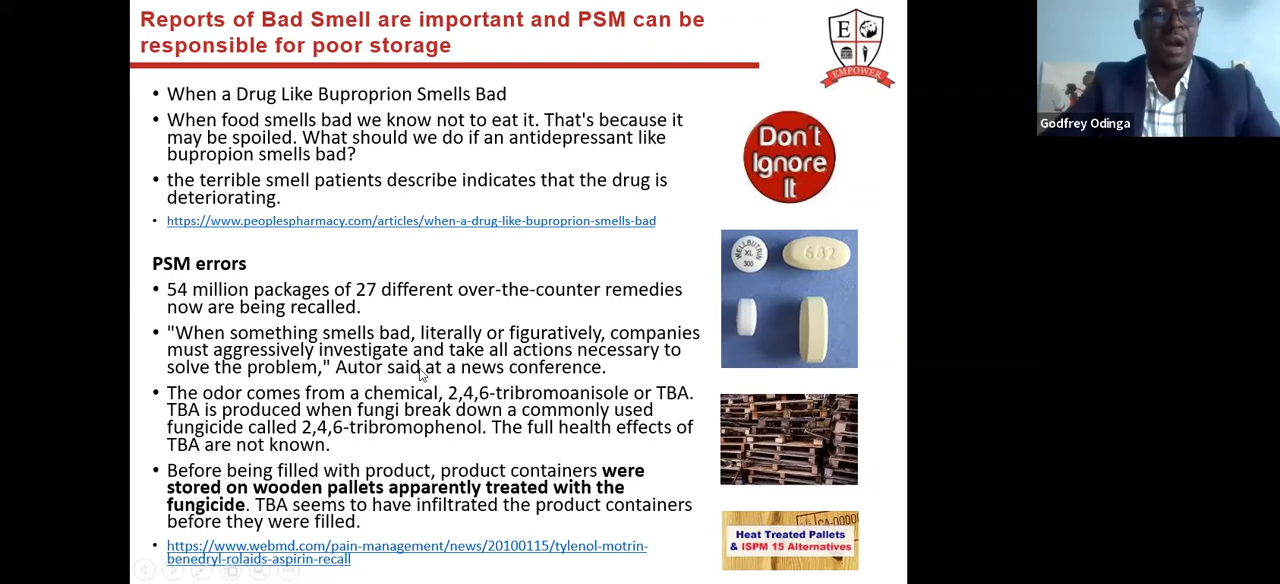 Reports of Bad Smell are important and PSM can be
responsible for poor storage
E
EMPOWER
Godfrey Odinga
• When a Drug Like Buproprion Smells Bad
• When food smells bad we know not to eat it. That's because it
may be spoiled. What should we do if an antidepressant like
bupropion smells bad?
• the terrible smell patients describe indicates that the drug is
deteriorating.
• https://www.peoplespharmacy.com/articles/when-a-drug-like-buproprion-smells-bad
Don't
Ignore
It
PSM errors
• 54 million packages of 27 different over-the-counter remedies
now are being recalled.
• "When something smells bad, literally or figuratively, companies
must aggressively investigate and take all actions necessary to
solve the problem," Autor said at a news conference.
• The odor comes from a chemical, 2,4,6-tribromoanisole or TBA.
TBA is produced when fungi break down a commonly used
fungicide called 2,4,6-tribromophenol. The full health effects of
TBA are not known.
• Before being filled with product, product containers were
stored on wooden pallets apparently treated with the
fungicide. TBA seems to have infiltrated the product containers
before they were filled.
• https://www.webmd.com/pain-management/news/20100115/tylenol-motrin-
benedryl-rolaids-aspirin-recall
WELLBUTRIN
XL
300
682
Heat Treated Pallets
& ISPM 15 Alternatives